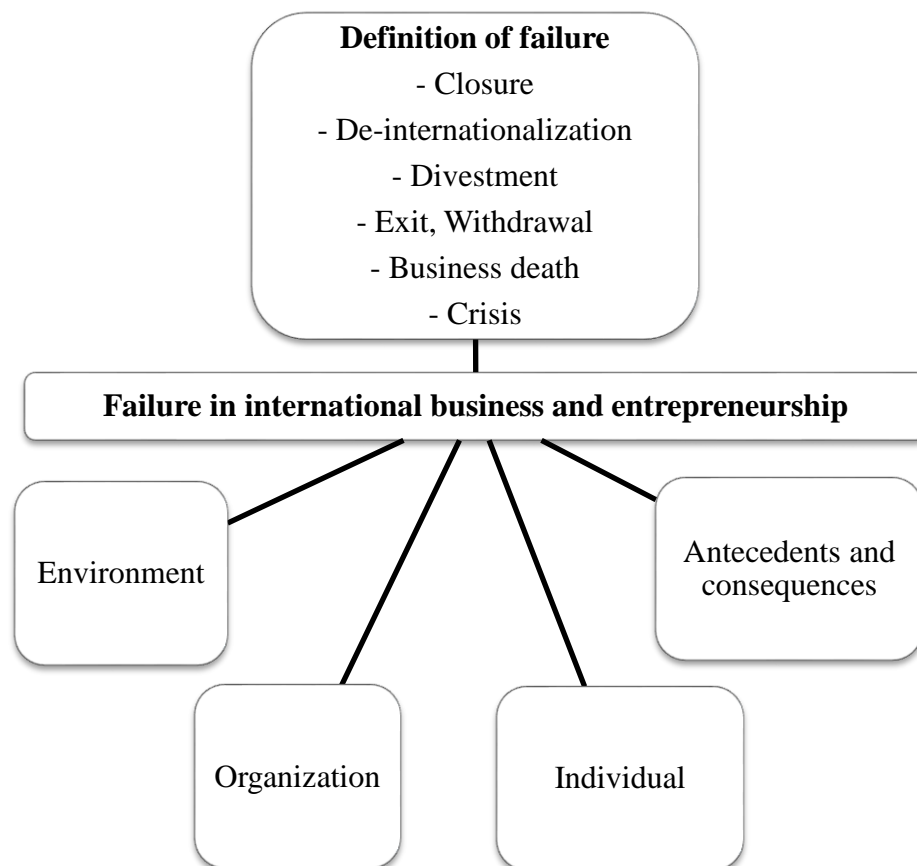 Definition of failure
- Closure
- De-internationalization
- Divestment
- Exit, Withdrawal
- Business death
- Crisis
Failure in international business and entrepreneurship
Environment
Antecedents and
consequences
Organization
Individual